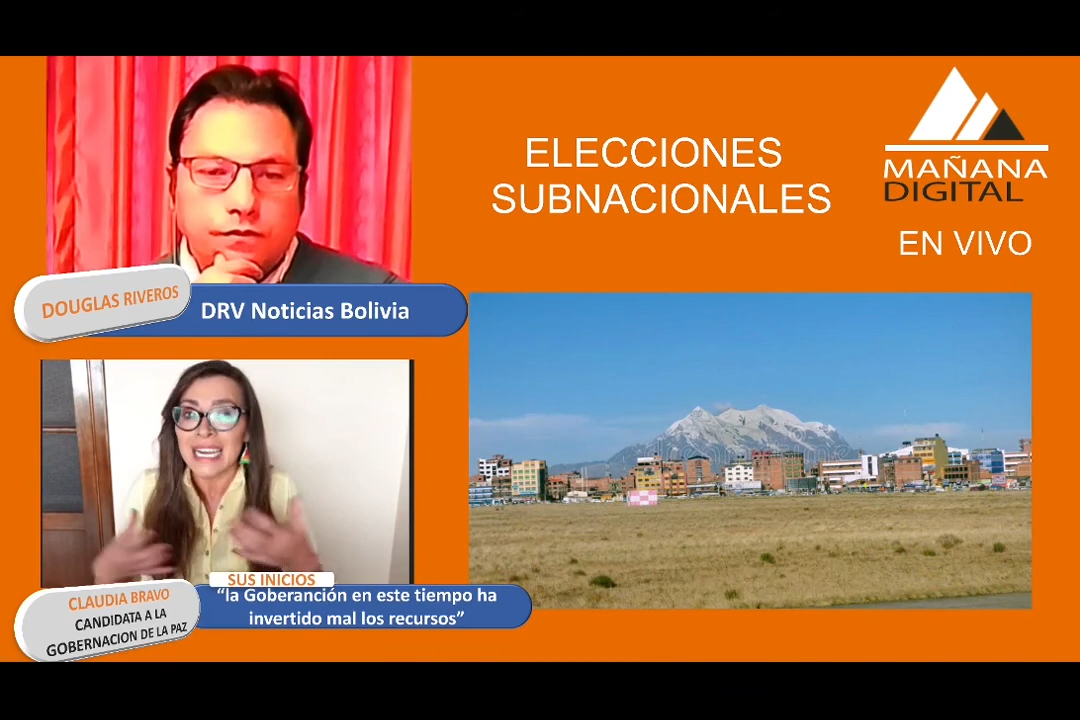 ELECCIONES
SUBNACIONALES
MAÑANA
DIGITAL
EN VIVO
DOUGLAS RIVEROS
DRV Noticias Bolivia
SUS INICIOS
CLAUDIA BRAVO
CANDIDATA A LA
GOBERNACION DE LA PAZ
“la Goberanción en este tiempo ha
invertido mal los recursos”